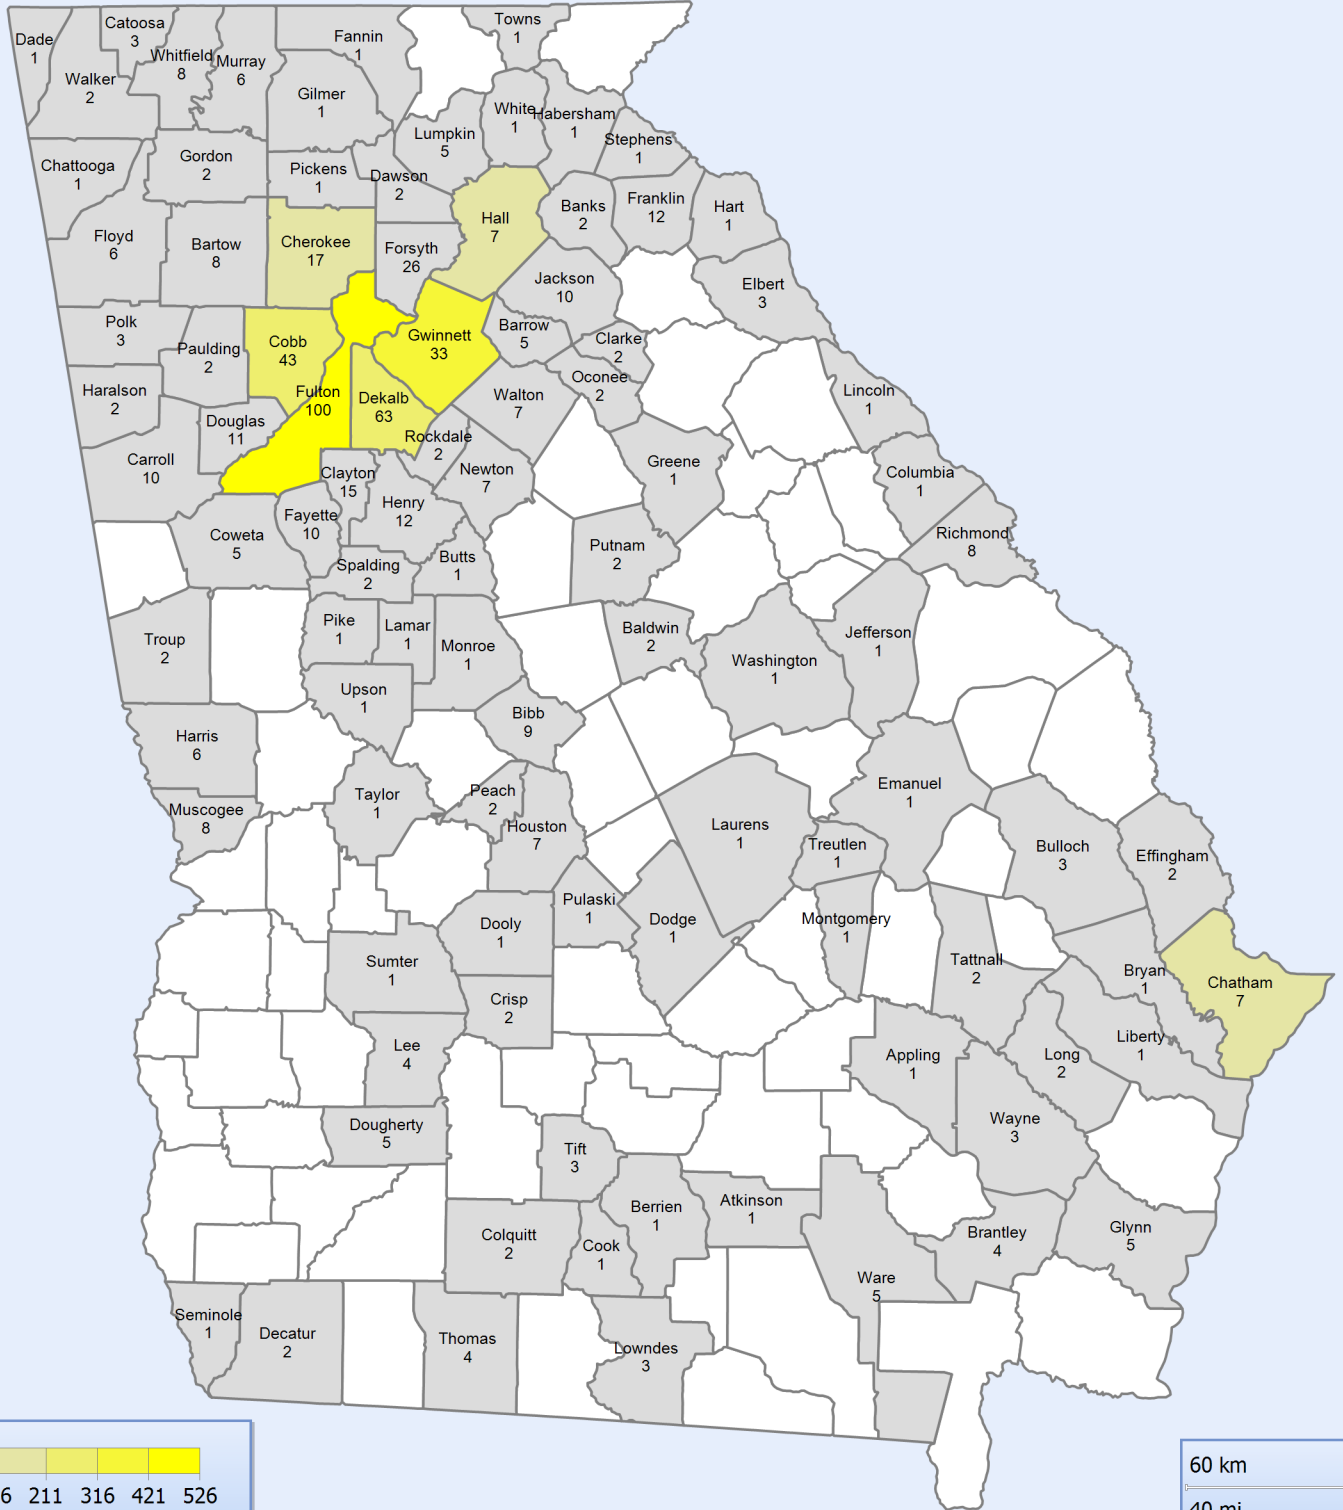 Dade
1
Catoosa
3
Towns
1
Walker
2
Whitfield
8
Murray
6
Fannin
1
Gilmer
1
White
1
Habersham
1
Lumpkin
5
Stephens
1
Chattooga
1
Gordon
2
Pickens
1
Dawson
2
Banks
2
Franklin
12
Hart
1
Hall
7
Floyd
6
Bartow
8
Cherokee
17
Forsyth
26
Jackson
10
Elbert
3
Polk
3
Paulding
2
Cobb
43
Gwinnett
33
Barrow
5
Clarke
2
Oconee
2
Haralson
2
Douglas
11
Fulton
100
Dekalb
63
Walton
7
Lincoln
1
Rockdale
2
Carroll
10
Clayton
15
Newton
7
Greene
1
Columbia
1
Henry
12
Fayette
10
Coweta
5
Richmond
8
Spalding
2
Butts
1
Putnam
2
Troup
2
Pike
1
Lamar
1
Monroe
1
Baldwin
2
Washington
1
Jefferson
1
Upson
1
Harris
6
Bibb
9
Muscogee
8
Taylor
1
Peach
2
Houston
7
Laurens
1
Emanuel
1
Treutlen
1
Bulloch
3
Effingham
2
Pulaski
1
Dooly
1
Dodge
1
Montgomery
1
Sumter
1
Tattnall
2
Bryan
1
Chatham
7
Crisp
2
Lee
4
Appling
1
Long
2
Liberty
1
Dougherty
5
Wayne
3
Tift
3
Berrien
1
Atkinson
1
Colquitt
2
Cook
1
Brantley
4
Glynn
5
Ware
5
Seminole
1
Decatur
2
Thomas
4
Lowndes
3
6 211 316 421 526
60 km
40 mi